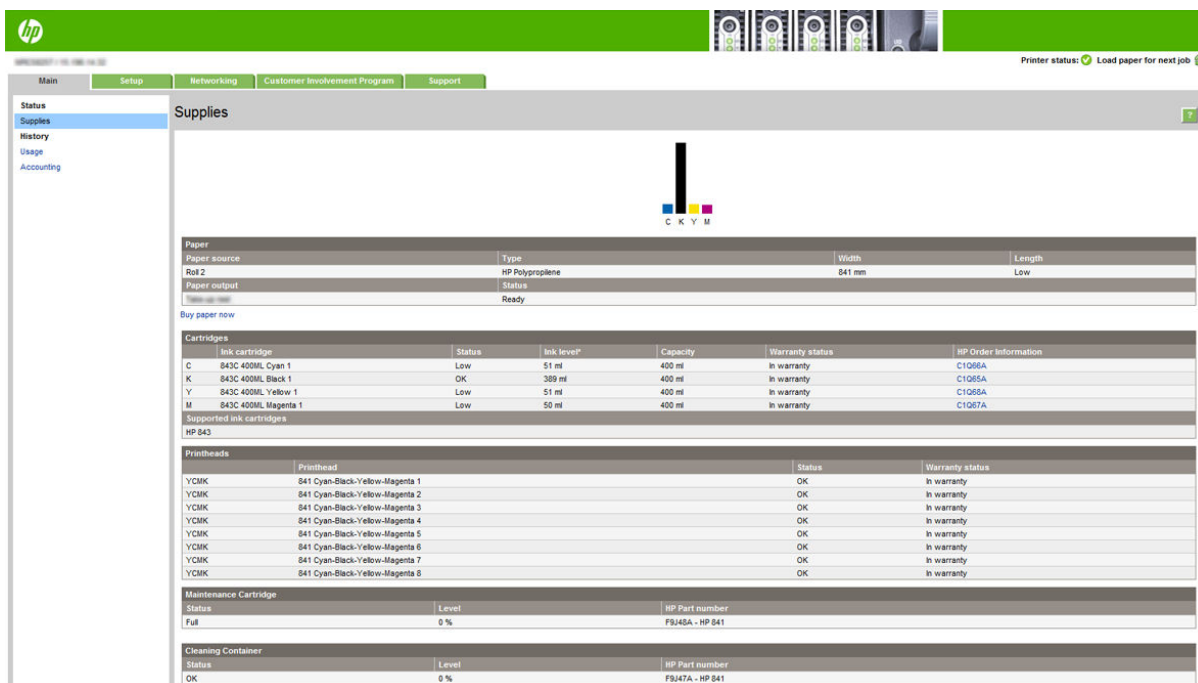 hp
Printer status: Load paper for next job
Main Setup Networking Customer Involvement Program Support
Status
Supplies
History
Usage
Accounting
Supplies
?
C K Y M
Paper
Paper source Type Width Length
Roll 2 HP Polypropilene 841 mm Low
Paper output Status
Ready
Buy paper now
Cartridges
Ink cartridge Status Ink level* Capacity Warranty status HP Order Information
C 843C 400ML Cyan 1 Low 51 ml 400 ml In warranty C1Q66A
K 843C 400ML Black 1 OK 389 ml 400 ml In warranty C1Q65A
Y 843C 400ML Yellow 1 Low 51 ml 400 ml In warranty C1Q68A
M 843C 400ML Magenta 1 Low 50 ml 400 ml In warranty C1Q67A
Supported ink cartridges
HP 843
Printheads
Printhead Status Warranty status
YCMK 841 Cyan-Black-Yellow-Magenta 1 OK In warranty
YCMK 841 Cyan-Black-Yellow-Magenta 2 OK In warranty
YCMK 841 Cyan-Black-Yellow-Magenta 3 OK In warranty
YCMK 841 Cyan-Black-Yellow-Magenta 4 OK In warranty
YCMK 841 Cyan-Black-Yellow-Magenta 5 OK In warranty
YCMK 841 Cyan-Black-Yellow-Magenta 6 OK In warranty
YCMK 841 Cyan-Black-Yellow-Magenta 7 OK In warranty
YCMK 841 Cyan-Black-Yellow-Magenta 8 OK In warranty
Maintenance Cartridge
Status Level HP Part number
Full 0 % F9J48A - HP 841
Cleaning Container
Status Level HP Part number
OK 0 % F9J47A - HP 841